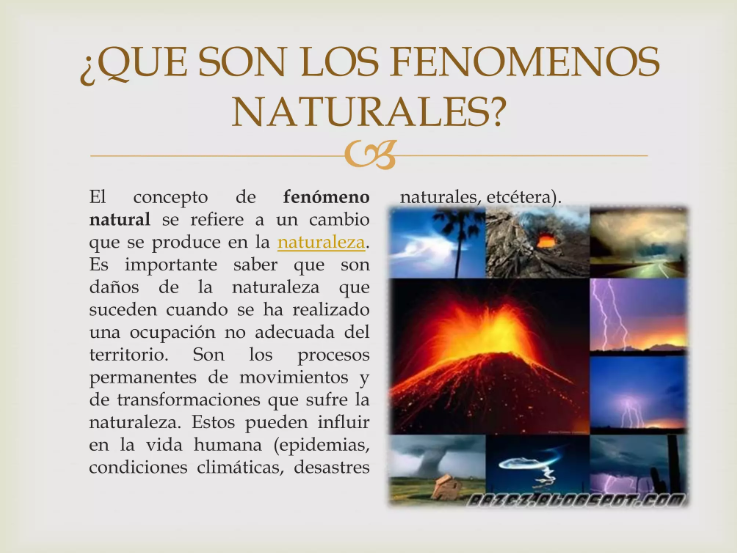 ¿QUE SON LOS FENOMENOS
NATURALES?
El concepto de fenómeno
natural se refiere a un cambio
que se produce en la naturaleza.
Es importante saber que son
daños de la naturaleza que
suceden cuando se ha realizado
una ocupación no adecuada del
territorio. Son los procesos
permanentes de movimientos y
de transformaciones que sufre la
naturaleza. Estos pueden influir
en la vida humana (epidemias,
condiciones climáticas, desastres
naturales, etcétera).